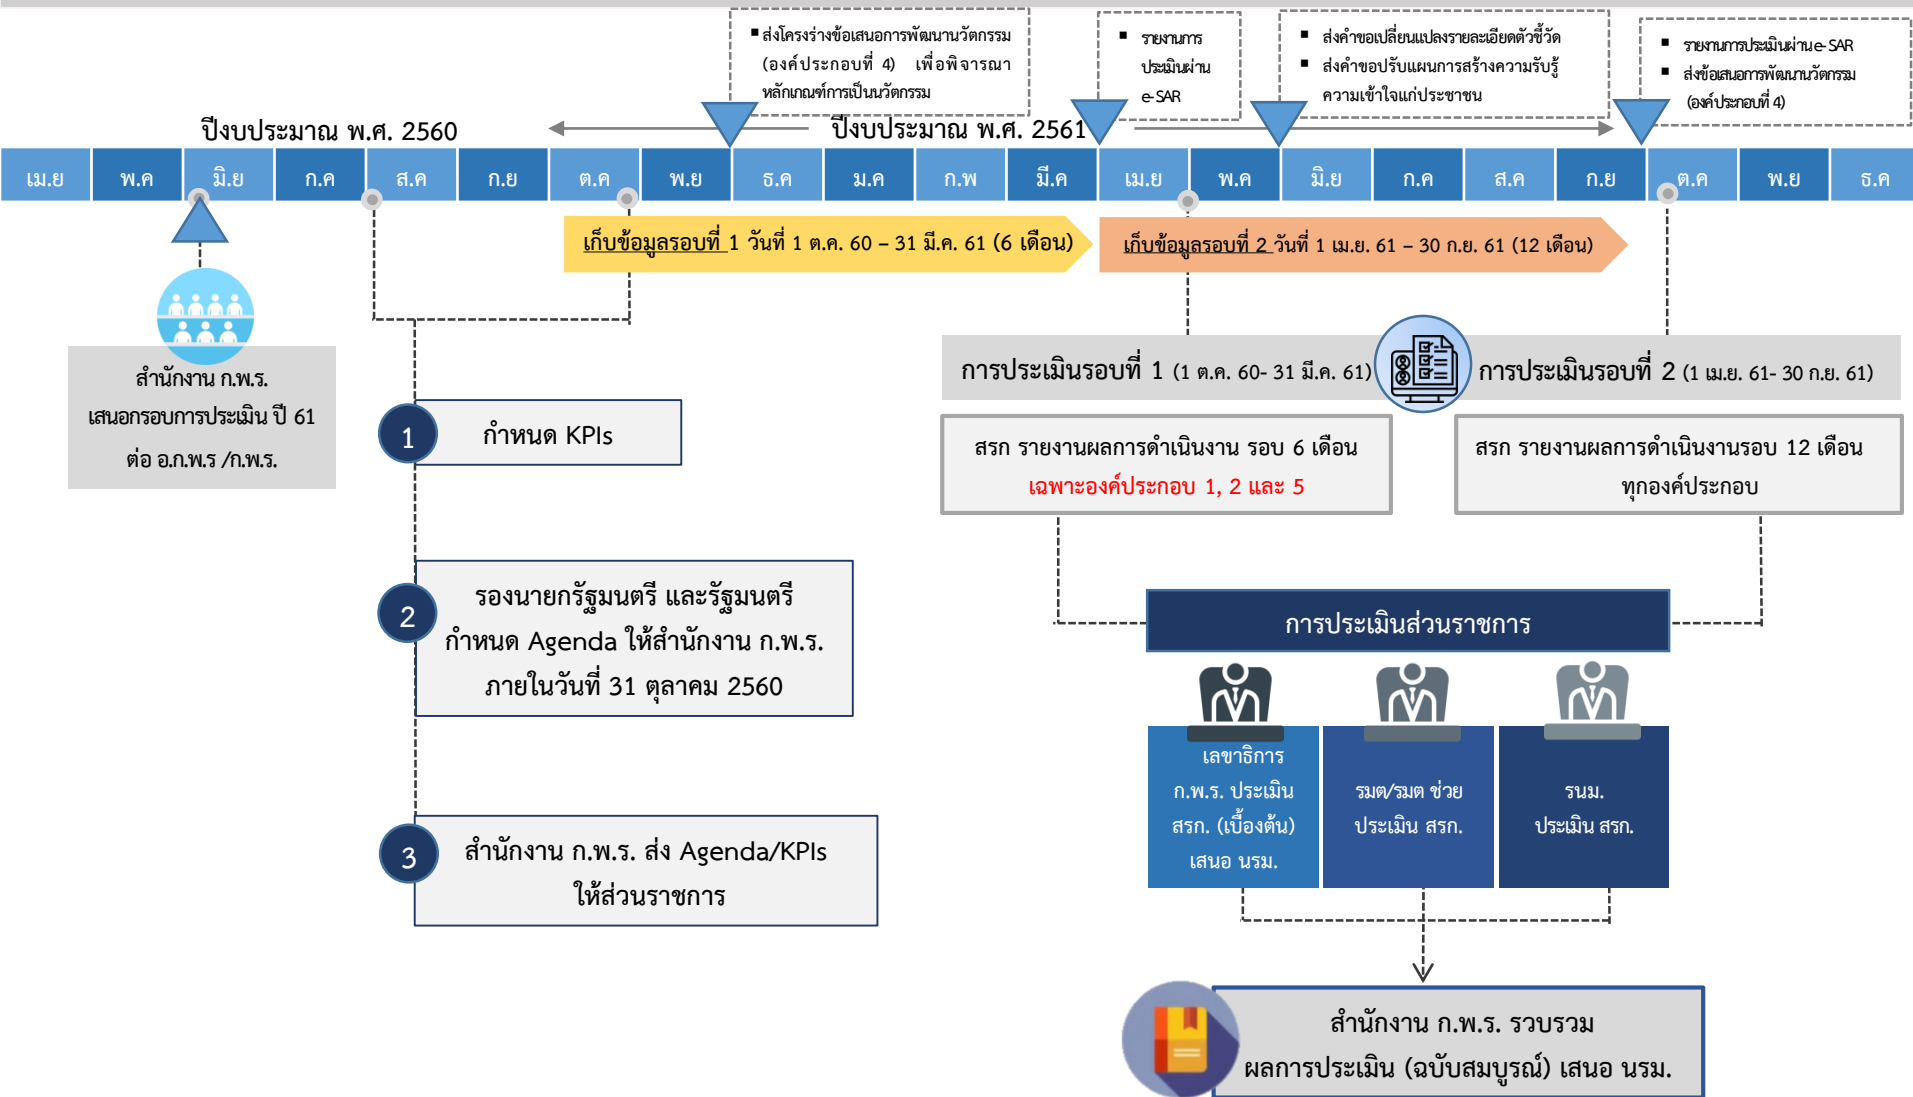 ▪ ส่งโครงร่างข้อเสนอการพัฒนานวัตกรรม
(องค์ประกอบที่ 4) เพื่อพิจารณา
หลักเกณฑ์การเป็นนวัตกรรม
▪ รายงานการ
ประเมินผ่าน
e-SAR
▪ ส่งคำขอเปลี่ยนแปลงรายละเอียดตัวชี้วัด
▪ ส่งคำขอปรับแผนการสร้างความรับรู้
ความเข้าใจแก่ประชาชน
▪ รายงานการประเมินผ่าน e-SAR
▪ ส่งข้อเสนอการพัฒนานวัตกรรม
(องค์ประกอบที่ 4)
ปีงบประมาณ พ.ศ. 2560
ปีงบประมาณ พ.ศ. 2561
เม.ย พ.ค มิ.ย ก.ค ส.ค ก.ย ต.ค พ.ย ธ.ค ม.ค ก.พ มี.ค เม.ย พ.ค มิ.ย ก.ค ส.ค ก.ย ต.ค พ.ย ธ.ค
เก็บข้อมูลรอบที่ 1 วันที่ 1 ต.ค. 60 – 31 มี.ค. 61 (6 เดือน)
เก็บข้อมูลรอบที่ 2 วันที่ 1 เม.ย. 61 – 30 ก.ย. 61 (12 เดือน)
สำนักงาน ก.พ.ร.
เสนอกรอบการประเมิน ปี 61
ต่อ อ.ก.พ.ร /ก.พ.ร.
1
กำหนด KPIs
2
รองนายกรัฐมนตรี และรัฐมนตรี
กำหนด Agenda ให้สำนักงาน ก.พ.ร.
ภายในวันที่ 31 ตุลาคม 2560
3
สำนักงาน ก.พ.ร. ส่ง Agenda/KPIs
ให้ส่วนราชการ
การประเมินรอบที่ 1 (1 ต.ค. 60- 31 มี.ค. 61)
การประเมินรอบที่ 2 (1 เม.ย. 61- 30 ก.ย. 61)
สรก รายงานผลการดำเนินงาน รอบ 6 เดือน
เฉพาะองค์ประกอบ 1, 2 และ 5
สรก รายงานผลการดำเนินงานรอบ 12 เดือน
ทุกองค์ประกอบ
การประเมินส่วนราชการ
เลขาธิการ
ก.พ.ร. ประเมิน
สรก. (เบื้องต้น)
เสนอ นรม.
รมต/รมต ช่วย
ประเมิน สรก.
รนม.
ประเมิน สรก.
สำนักงาน ก.พ.ร. รวบรวม
ผลการประเมิน (ฉบับสมบูรณ์) เสนอ นรม.